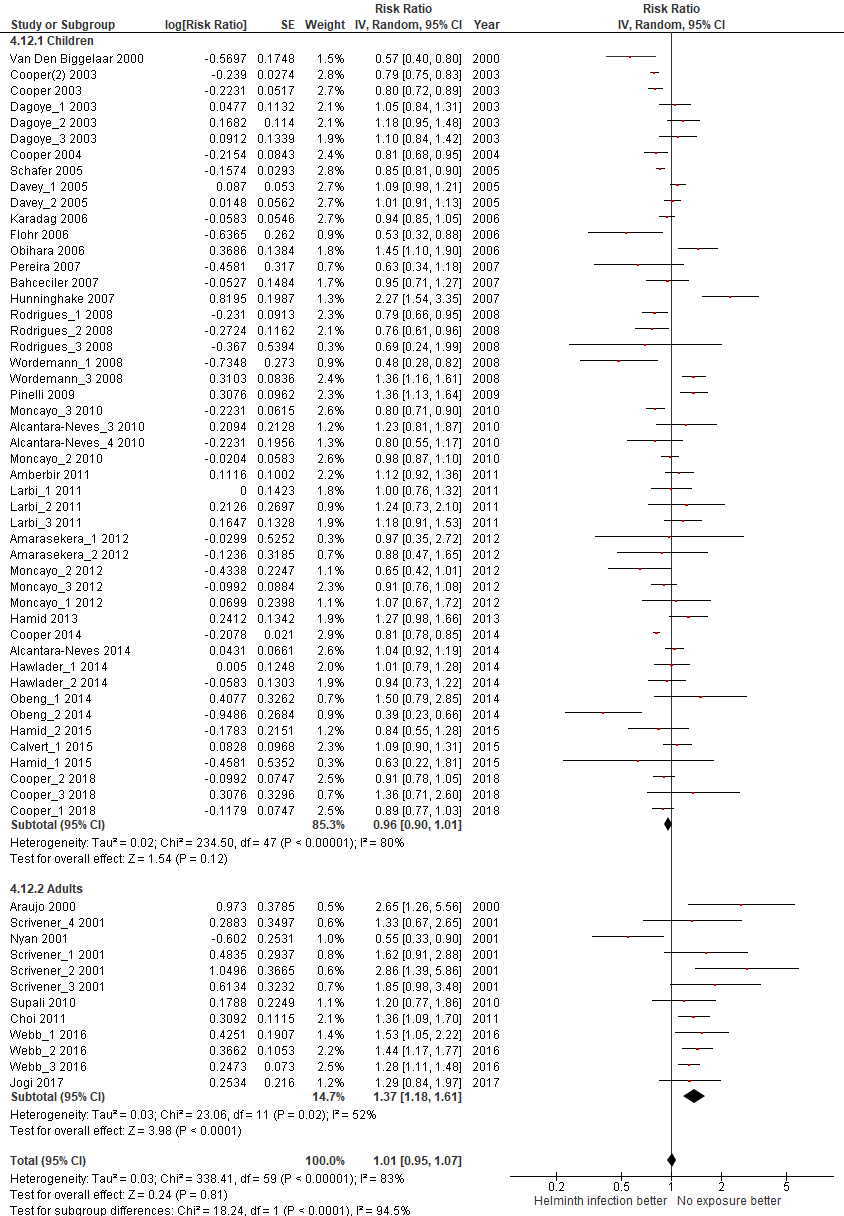 Risk Ratio Risk Ratio
Study or Subgroup log[Risk Ratio] SE Weight IV, Random, 95% CI Year IV, Random, 95% CI
4.12.1 Children
Van Den Biggelaar 2000 -0.5697 0.1748 1.5% 0.57 [0.40, 0.80] 2000
Cooper(2) 2003 -0.239 0.0274 2.8% 0.79 [0.75, 0.83] 2003
Cooper 2003 -0.2231 0.0517 2.7% 0.80 [0.72, 0.89] 2003
Dagoye_1 2003 0.0477 0.1132 2.1% 1.05 [0.84, 1.31] 2003
Dagoye_2 2003 0.1682 0.114 2.1% 1.18 [0.95, 1.48] 2003
Dagoye_3 2003 0.0912 0.1339 1.9% 1.10 [0.84, 1.42] 2003
Cooper 2004 -0.2154 0.0843 2.4% 0.81 [0.68, 0.95] 2004
Schafer 2005 -0.1574 0.0293 2.8% 0.85 [0.81, 0.90] 2005
Davey_1 2005 0.087 0.053 2.7% 1.09 [0.98, 1.21] 2005
Davey_2 2005 0.0148 0.0562 2.7% 1.01 [0.91, 1.13] 2005
Karadag 2006 -0.0583 0.0546 2.7% 0.94 [0.85, 1.05] 2006
Flohr 2006 -0.6365 0.262 0.9% 0.53 [0.32, 0.88] 2006
Obihara 2006 0.3686 0.1384 1.8% 1.45 [1.10, 1.90] 2006
Pereira 2007 -0.4581 0.317 0.7% 0.63 [0.34, 1.18] 2007
Bahceciler 2007 -0.0527 0.1484 1.7% 0.95 [0.71, 1.27] 2007
Hunninghake 2007 0.8195 0.1987 1.3% 2.27 [1.54, 3.35] 2007
Rodrigues_1 2008 -0.231 0.0913 2.3% 0.79 [0.66, 0.95] 2008
Rodrigues_2 2008 -0.2724 0.1162 2.1% 0.76 [0.61, 0.96] 2008
Rodrigues_3 2008 -0.367 0.5394 0.3% 0.69 [0.24, 1.99] 2008
Wordemann_1 2008 -0.7348 0.273 0.9% 0.48 [0.28, 0.82] 2008
Wordemann_3 2008 0.3103 0.0836 2.4% 1.36 [1.16, 1.61] 2008
Pinelli 2009 0.3076 0.0962 2.3% 1.36 [1.13, 1.64] 2009
Moncayo_3 2010 -0.2231 0.0615 2.6% 0.80 [0.71, 0.90] 2010
Alcantara-Neves_3 2010 0.2094 0.2128 1.2% 1.23 [0.81, 1.87] 2010
Alcantara-Neves_4 2010 -0.2231 0.1956 1.3% 0.80 [0.55, 1.17] 2010
Moncayo_2 2010 -0.0204 0.0583 2.6% 0.98 [0.87, 1.10] 2010
Amberbir 2011 0.1116 0.1002 2.2% 1.12 [0.92, 1.36] 2011
Larbi_1 2011 0 0.1423 1.8% 1.00 [0.76, 1.32] 2011
Larbi_2 2011 0.2126 0.2697 0.9% 1.24 [0.73, 2.10] 2011
Larbi_3 2011 0.1647 0.1328 1.9% 1.18 [0.91, 1.53] 2011
Amarasekera_1 2012 -0.0299 0.5252 0.3% 0.97 [0.35, 2.72] 2012
Amarasekera_2 2012 -0.1236 0.3185 0.7% 0.88 [0.47, 1.65] 2012
Moncayo_2 2012 -0.4338 0.2247 1.1% 0.65 [0.42, 1.01] 2012
Moncayo_3 2012 -0.0992 0.0884 2.4% 0.91 [0.76, 1.08] 2012
Moncayo_1 2012 0.0699 0.2398 1.1% 1.07 [0.67, 1.72] 2012
Hamid 2013 0.2412 0.1342 1.9% 1.27 [0.98, 1.66] 2013
Cooper 2014 -0.2078 0.021 2.9% 0.81 [0.78, 0.85] 2014
Alcantara-Neves 2014 0.0431 0.0661 2.6% 1.04 [0.92, 1.19] 2014
Hawlader_1 2014 0.005 0.1248 2.0% 1.01 [0.79, 1.28] 2014
Hawlader_2 2014 -0.0583 0.1303 1.9% 0.94 [0.73, 1.22] 2014
Obeng_1 2014 0.4077 0.3262 0.7% 1.50 [0.79, 2.85] 2014
Obeng_2 2014 -0.9486 0.2684 0.9% 0.39 [0.23, 0.66] 2014
Hamid_2 2015 -0.1783 0.2151 1.2% 0.84 [0.55, 1.28] 2015
Calvert_1 2015 0.0828 0.0968 2.3% 1.09 [0.90, 1.31] 2015
Hamid_1 2015 -0.4581 0.5352 0.3% 0.63 [0.22, 1.81] 2015
Cooper_2 2018 -0.0992 0.0747 2.5% 0.91 [0.78, 1.05] 2018
Cooper_3 2018 0.3076 0.3296 0.7% 1.36 [0.71, 2.60] 2018
Cooper_1 2018 -0.1179 0.0747 2.5% 0.89 [0.77, 1.03] 2018
Subtotal (95% CI) 85.3% 0.96 [0.90, 1.01]
Heterogeneity: Tau² = 0.02; Chi² = 234.50, df = 47 (P < 0.00001); I² = 80%
Test for overall effect: Z = 1.54 (P = 0.12)
4.12.2 Adults
Araujo 2000 0.973 0.3785 0.5% 2.65 [1.26, 5.56] 2000
Scrivener_4 2001 0.2883 0.3497 0.6% 1.33 [0.67, 2.65] 2001
Nyan 2001 -0.602 0.2531 1.0% 0.55 [0.33, 0.90] 2001
Scrivener_1 2001 0.4835 0.2937 0.8% 1.62 [0.91, 2.88] 2001
Scrivener_2 2001 1.0496 0.3665 0.6% 2.86 [1.39, 5.86] 2001
Scrivener_3 2001 0.6134 0.3232 0.7% 1.85 [0.98, 3.48] 2001
Supali 2010 0.1788 0.2249 1.1% 1.20 [0.77, 1.86] 2010
Choi 2011 0.3092 0.1115 2.1% 1.36 [1.09, 1.70] 2011
Webb_1 2016 0.4251 0.1907 1.4% 1.53 [1.05, 2.22] 2016
Webb_2 2016 0.3662 0.1053 2.2% 1.44 [1.17, 1.77] 2016
Webb_3 2016 0.2473 0.073 2.5% 1.28 [1.11, 1.48] 2016
Jogi 2017 0.2534 0.216 1.2% 1.29 [0.84, 1.97] 2017
Subtotal (95% CI) 14.7% 1.37 [1.18, 1.61]
Heterogeneity: Tau² = 0.03; Chi² = 23.06, df = 11 (P = 0.02); I² = 52%
Test for overall effect: Z = 3.98 (P < 0.0001)
Total (95% CI) 100.0% 1.01 [0.95, 1.07]
Heterogeneity: Tau² = 0.03; Chi² = 338.41, df = 59 (P < 0.00001); I² = 83%
Test for overall effect: Z = 0.24 (P = 0.81)
Test for subgroup differences: Chi² = 18.24, df = 1 (P < 0.0001), I² = 94.5%
0.2 0.5 1 2 5
Helminth infection better No exposure better